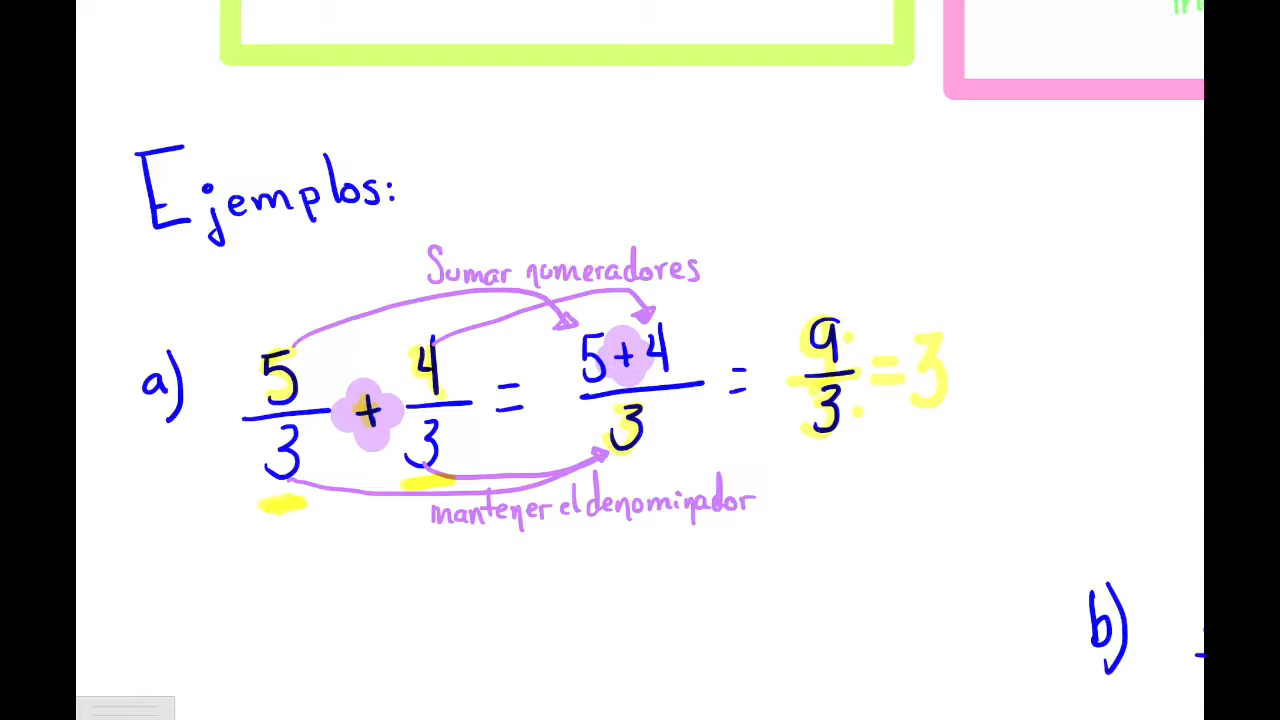 Ejemplos:
Sumar numeradores
a) 5/3 + 4/3 = (5+4)/3 = 9/3 = 3
mantener el denominador
b)